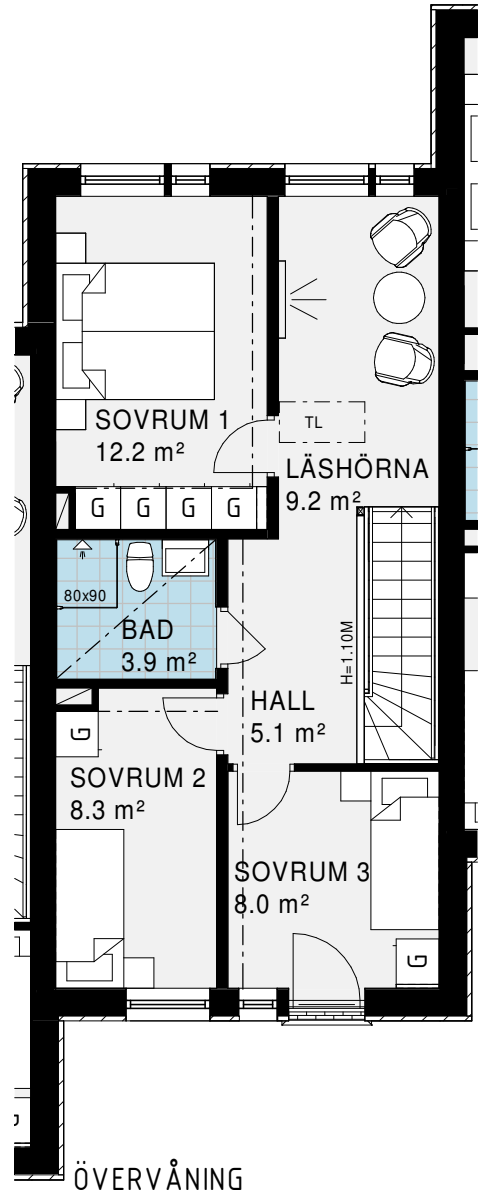 SOVRUM 1
12.2 m²
TL
LÄSHÖRNA
9.2 m²
G G G G
80x90
BAD
3.9 m²
H=1.10M
HALL
5.1 m²
G
SOVRUM 2
8.3 m²
SOVRUM 3
8.0 m²
G
ÖVERVÅNING